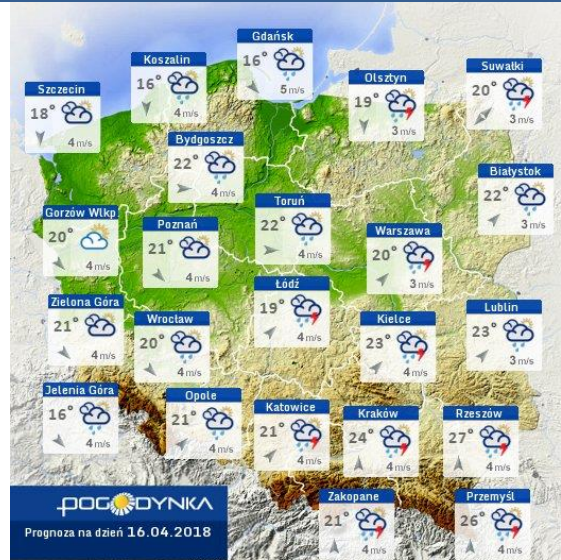 Gdańsk
16°
5 m/s
Koszalin
16°
4 m/s
Olsztyn
19°
3 m/s
Suwałki
20°
4 m/s
Szczecin
18°
4 m/s
Bydgoszcz
22°
4 m/s
Białystok
22°
3 m/s
Gorzów Wlkp.
20°
4 m/s
Poznań
21°
4 m/s
Toruń
22°
4 m/s
Warszawa
20°
3 m/s
Zielona Góra
21°
4 m/s
Wrocław
20°
4 m/s
Łódź
19°
4 m/s
Kielce
23°
4 m/s
Lublin
23°
3 m/s
Jelenia Góra
16°
4 m/s
Opole
21°
4 m/s
Katowice
21°
4 m/s
Kraków
24°
4 m/s
Rzeszów
27°
4 m/s
Zakopane
21°
4 m/s
Przemyśl
26°
4 m/s
POGODYNKA
Prognoza na dzień 16.04.2018